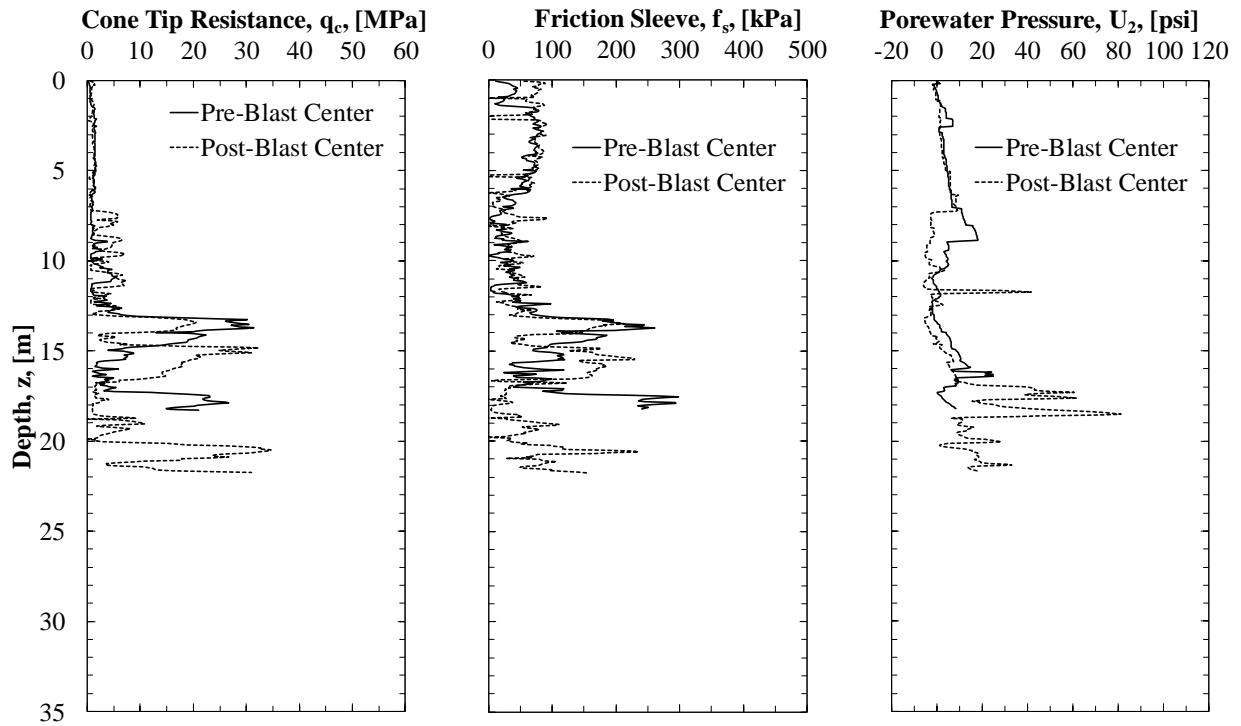 Cone Tip Resistance, qc, [MPa]
0 10 20 30 40 50 60
Friction Sleeve, fs, [kPa]
0 100 200 300 400 500
Porewater Pressure, U2, [psi]
-20 0 20 40 60 80 100 120
Depth, z, [m]
0
5
10
15
20
25
30
35
Pre-Blast Center
Post-Blast Center
Pre-Blast Center
Post-Blast Center
Pre-Blast Center
Post-Blast Center